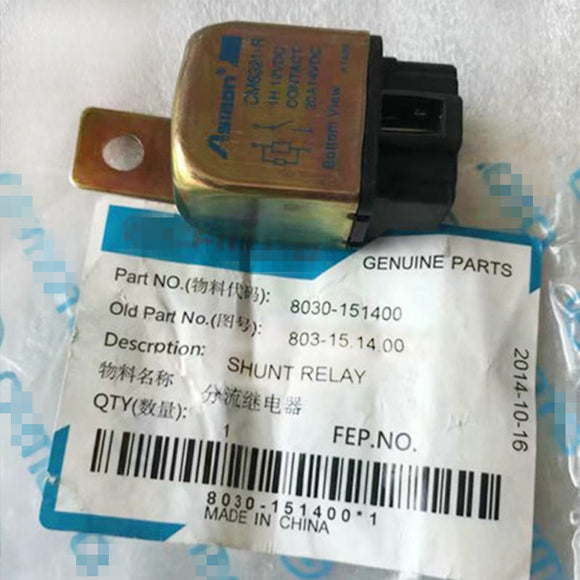 Asumon®
CM6321-R
1H 12VDC
CONTACT:
20A14VDC
Bottom View
GENUINE PARTS
Part NO.(物料代码): 8030-151400
Old Part No.(图号): 803-15.14.00
Descrption: SHUNT RELAY
物料名称 分流继电器
QTY(数量): 1 FEP.NO.
8030-151400*1
MADE IN CHINA
2014-10-16